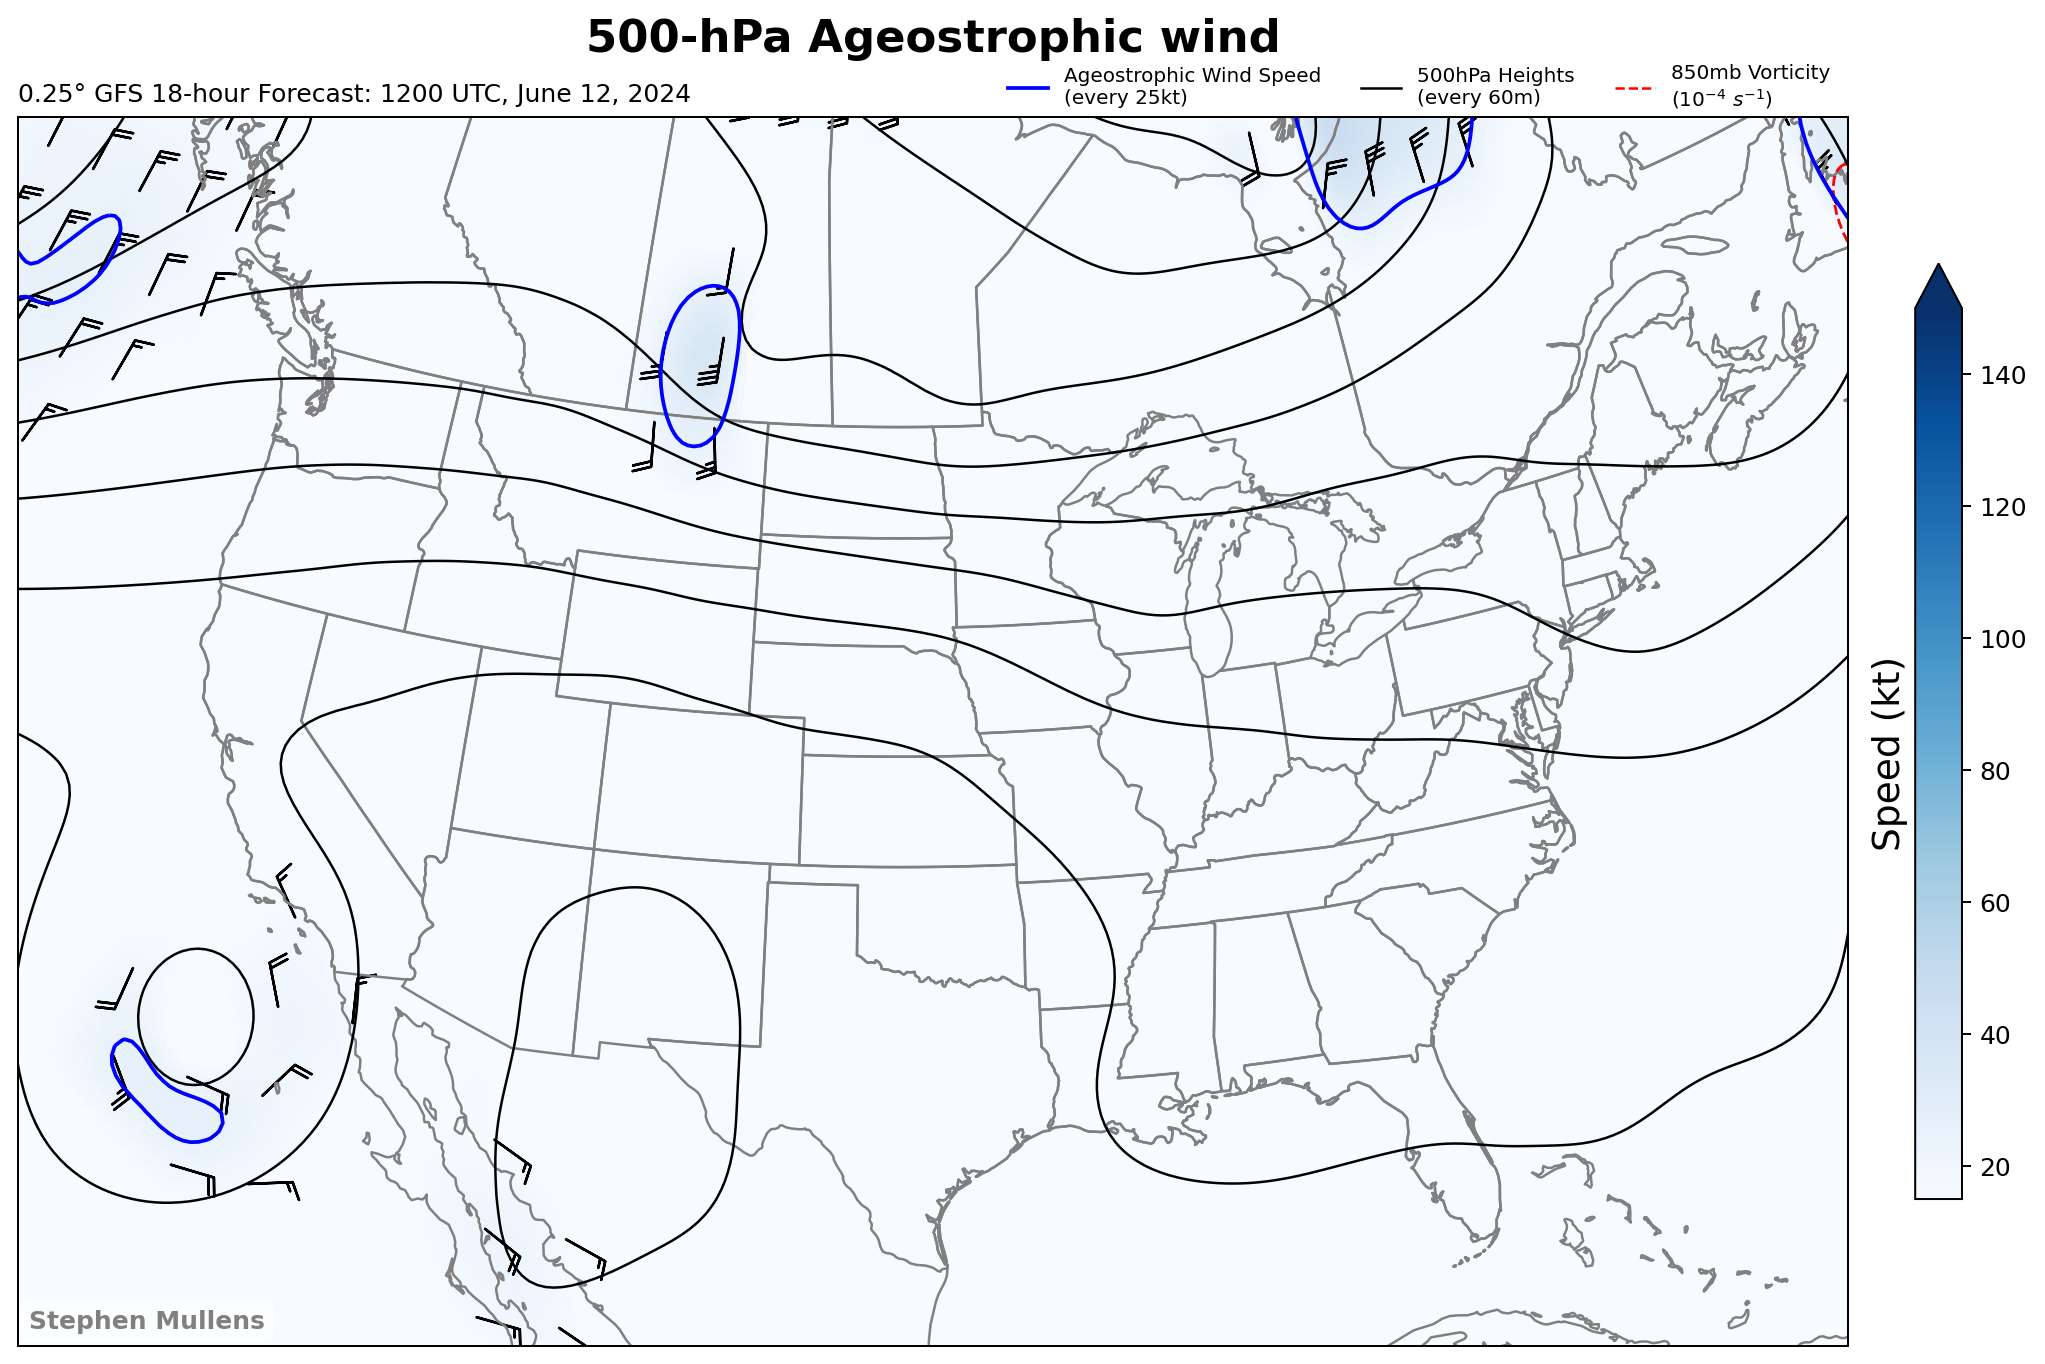 500-hPa Ageostrophic wind
0.25° GFS 18-hour Forecast: 1200 UTC, June 12, 2024
Ageostrophic Wind Speed
(every 25kt)
500hPa Heights
(every 60m)
850mb Vorticity
(10⁻⁴ s⁻¹)
140
120
100
80
60
40
20
Speed (kt)
Stephen Mullens